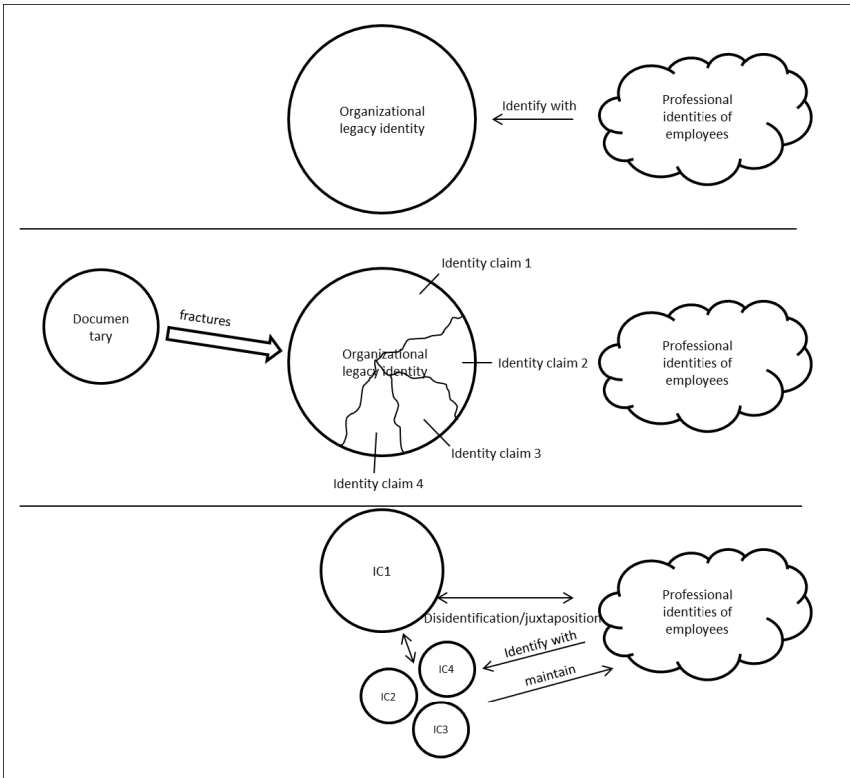 Organizational
legacy identity
Identify with
Professional
identities of
employees
Identity claim 1
Documen
tary
fractures
Organizational
legacy identity
Identity claim 2
Professional
identities of
employees
Identity claim 3
Identity claim 4
IC1
Disidentification/juxtaposition
Professional
identities of
employees
Identify with
IC4
maintain
IC2
IC3